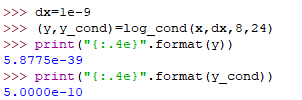 >>> dx=1e-9
>>> (y,y_cond)=log_cond(x,dx,8,24)
>>> print("{:.4e}".format(y))
5.8775e-39
>>> print("{:.4e}".format(y_cond))
5.0000e-10